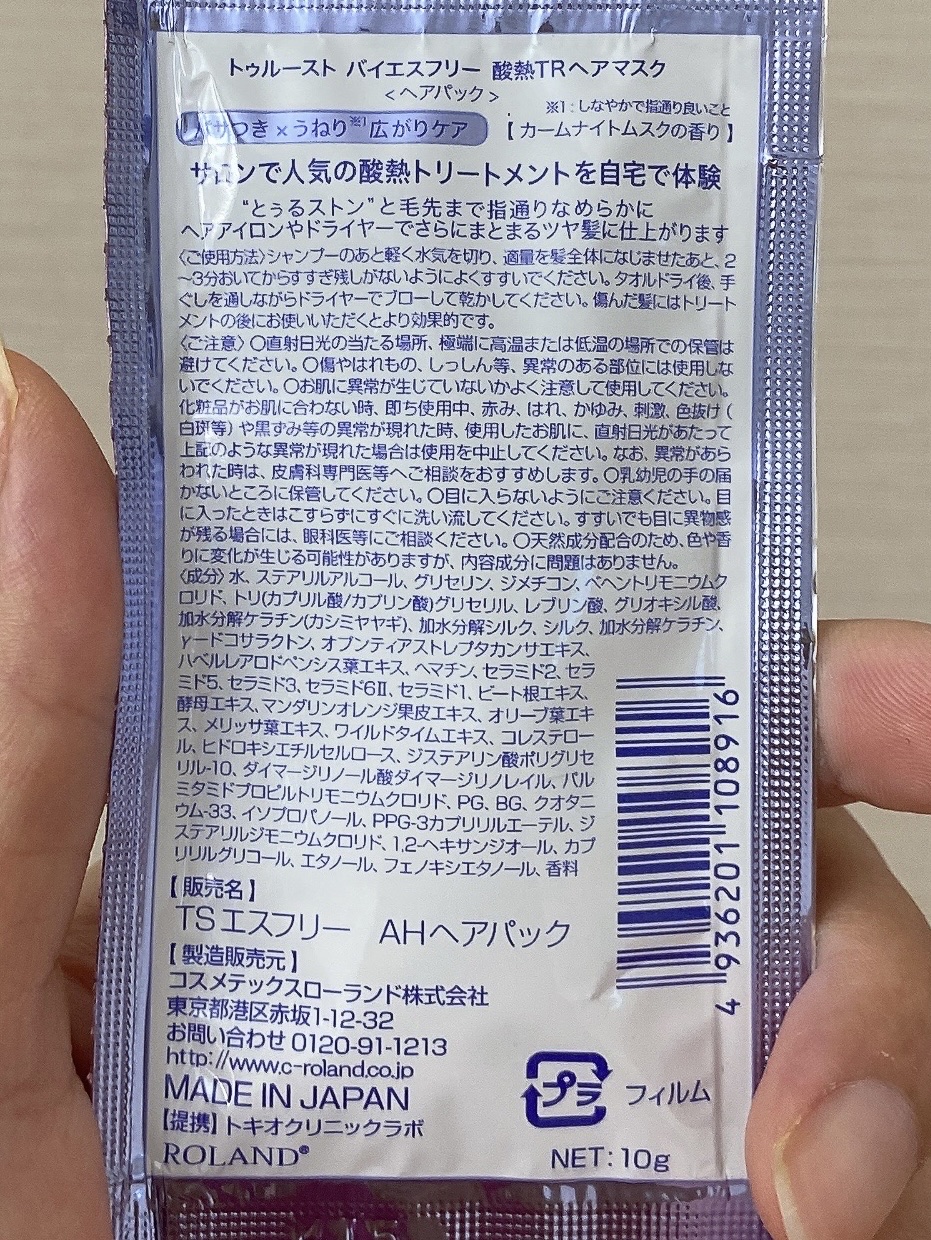 トゥルースト バイエスフリー 酸熱TRヘアマスク
<ヘアパック>
※1：しなやかで指通り良いこと
パサつき×うねり※1広がりケア
【カームナイトムスクの香り】
サロンで人気の酸熱トリートメントを自宅で体験
“とぅるストン”と毛先まで指通りなめらかに
ヘアアイロンやドライヤーでさらにまとまるツヤ髪に仕上がります
〈ご使用方法〉シャンプーのあと軽く水気を切り、適量を髪全体になじませたあと、2
～3分おいてからすすぎ残しがないようによくすすいでください。タオルドライ後、手
ぐしを通しながらドライヤーでブローして乾かしてください。傷んだ髪にはトリート
メントの後にお使いいただくとより効果的です。
〈ご注意〉〇直射日光の当たる場所、極端に高温または低温の場所での保管は
避けてください。〇傷やはれもの、しっしん等、異常のある部位には使用しな
いでください。〇お肌に異常が生じていないかよく注意して使用してください。
化粧品がお肌に合わない時、即ち使用中、赤み、はれ、かゆみ、刺激、色抜け（
白斑等）や黒ずみ等の異常が現れた時、使用したお肌に、直射日光があたって
上記のような異常が現れた場合は使用を中止してください。なお、異常があら
われた時は、皮膚科専門医等へご相談をおすすめします。〇乳幼児の手の届
かないところに保管してください。〇目に入らないようにご注意ください。目
に入ったときはこすらずにすぐに洗い流してください。すすいでも目に異物感
が残る場合には、眼科医等にご相談ください。〇天然成分配合のため、色や香
りに変化が生じる可能性がありますが、内容成分に問題はありません。
〈成分〉水、ステアリルアルコール、グリセリン、ジメチコン、ベヘントリモニウムク
ロリド、トリ(カプリル酸/カプリン酸)グリセリル、レブリン酸、グリオキシル酸、
加水分解ケラチン(カシミヤヤギ)、加水分解シルク、シルク、加水分解ケラチン、
γードコサラクトン、オプンティアストレプタカンサエキス、
ハベルレアロドペンシス葉エキス、ヘマチン、セラミド2、セラ
ミド5、セラミド3、セラミド6Ⅱ、セラミド1、ビート根エキス、
酵母エキス、マンダリンオレンジ果皮エキス、オリーブ葉エキ
ス、メリッサ葉エキス、ワイルドタイムエキス、コレステロー
ル、ヒドロキシエチルセルロース、ジステアリン酸ポリグリセ
リル-10、ダイマージリノール酸ダイマージリノレイル、パル
ミタミドプロピルトリモニウムクロリド、PG、BG、クオタニ
ウム-33、イソプロパノール、PPG-3カプリリルエーテル、ジ
ステアリルジモニウムクロリド、1,2-ヘキサンジオール、カプ
リリルグリコール、エタノール、フェノキシエタノール、香料
【販売名】
TSエスフリー　AHヘアパック
【製造販売元】
コスメテックスローランド株式会社
東京都港区赤坂1-12-32
お問い合わせ 0120-91-1213
http://www.c-roland.co.jp
MADE IN JAPAN
【提携】トキオクリニックラボ
ROLAND®
4 936201 108916
プラ フィルム
NET：10g